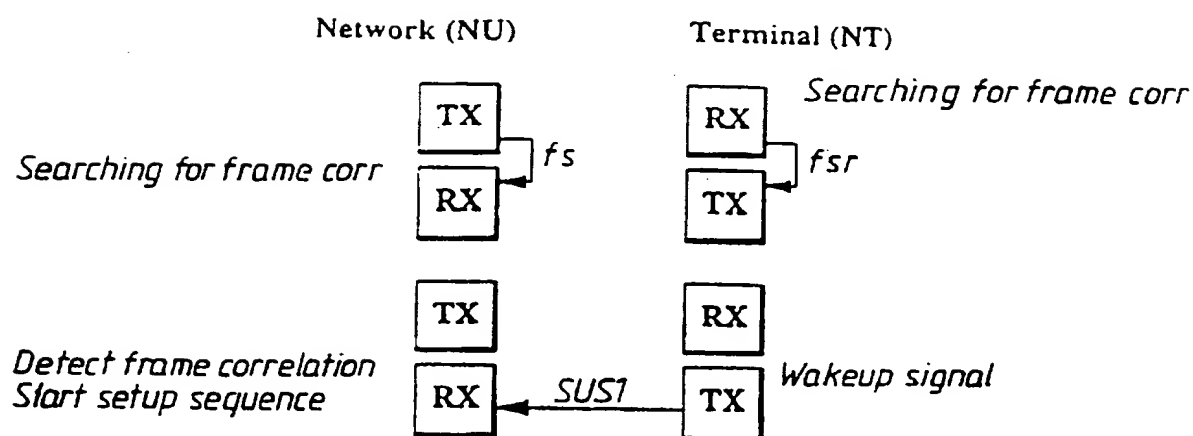 Network (NU) Terminal (NT)
TX RX Searching for frame corr
fs fsr
Searching for frame corr RX TX
TX RX
Detect frame correlation
Start setup sequence RX SUS1 TX Wakeup signal